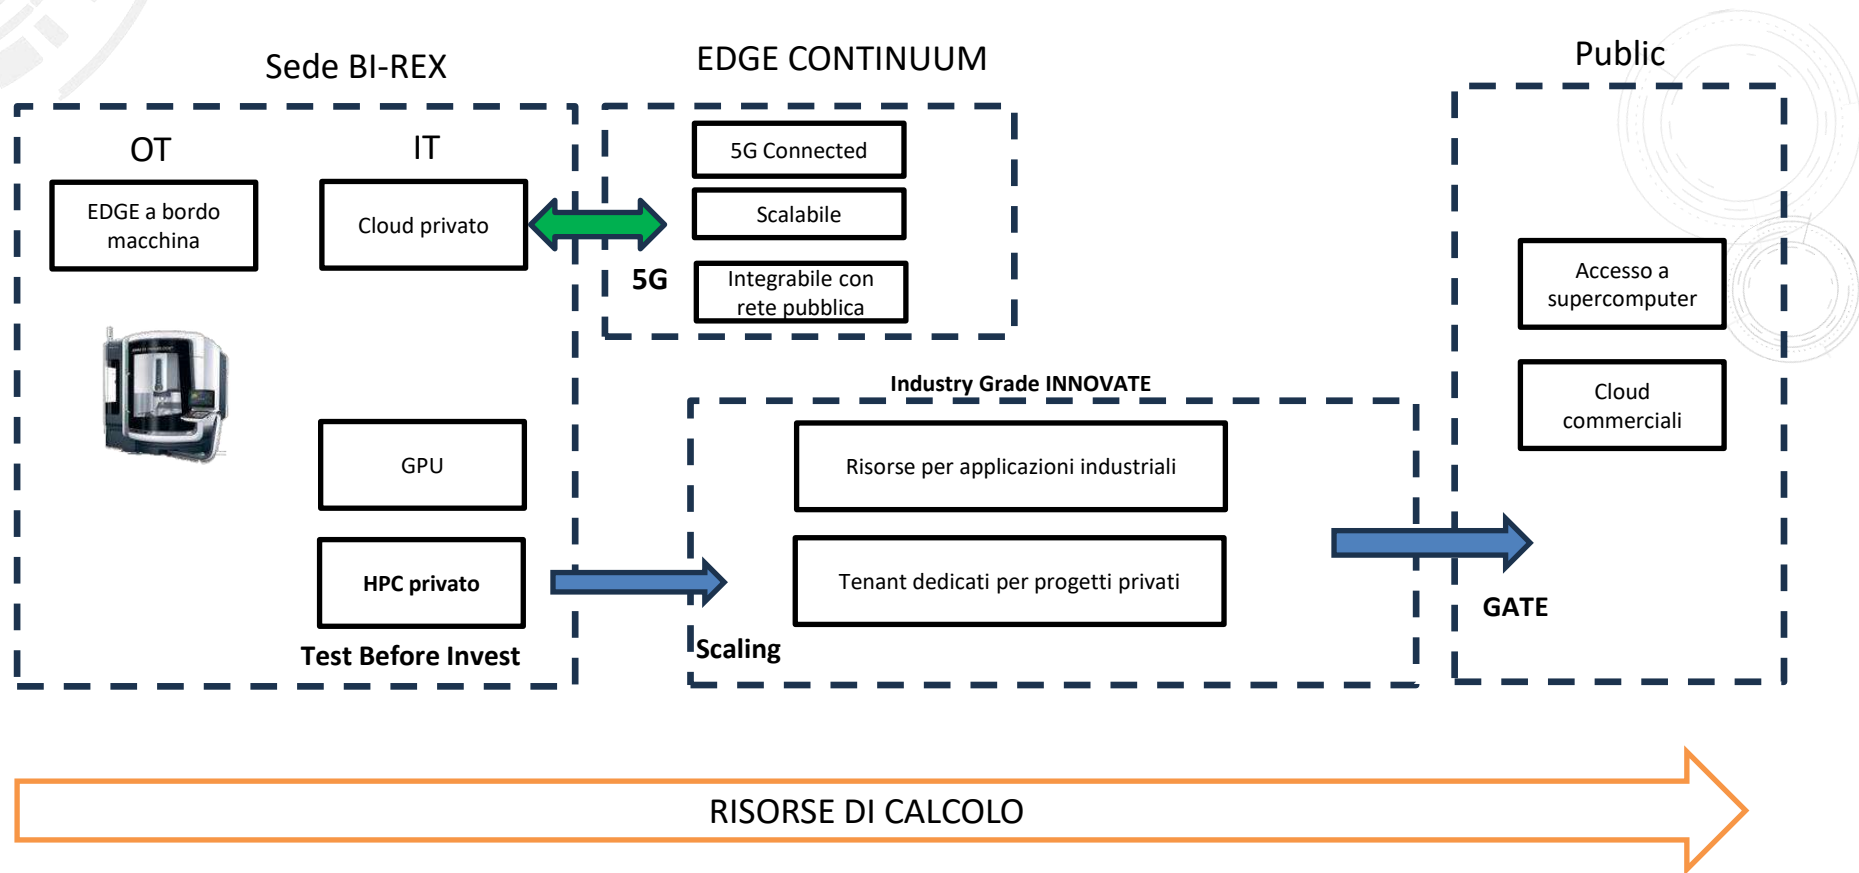 Sede BI-REX
EDGE CONTINUUM
Public
OT
IT
EDGE a bordo
macchina
Cloud privato
5G
5G Connected
Scalabile
Integrabile con
rete pubblica
GPU
HPC privato
Test Before Invest
Industry Grade INNOVATE
Risorse per applicazioni industriali
Tenant dedicati per progetti privati
Scaling
Accesso a
supercomputer
Cloud
commerciali
GATE
RISORSE DI CALCOLO